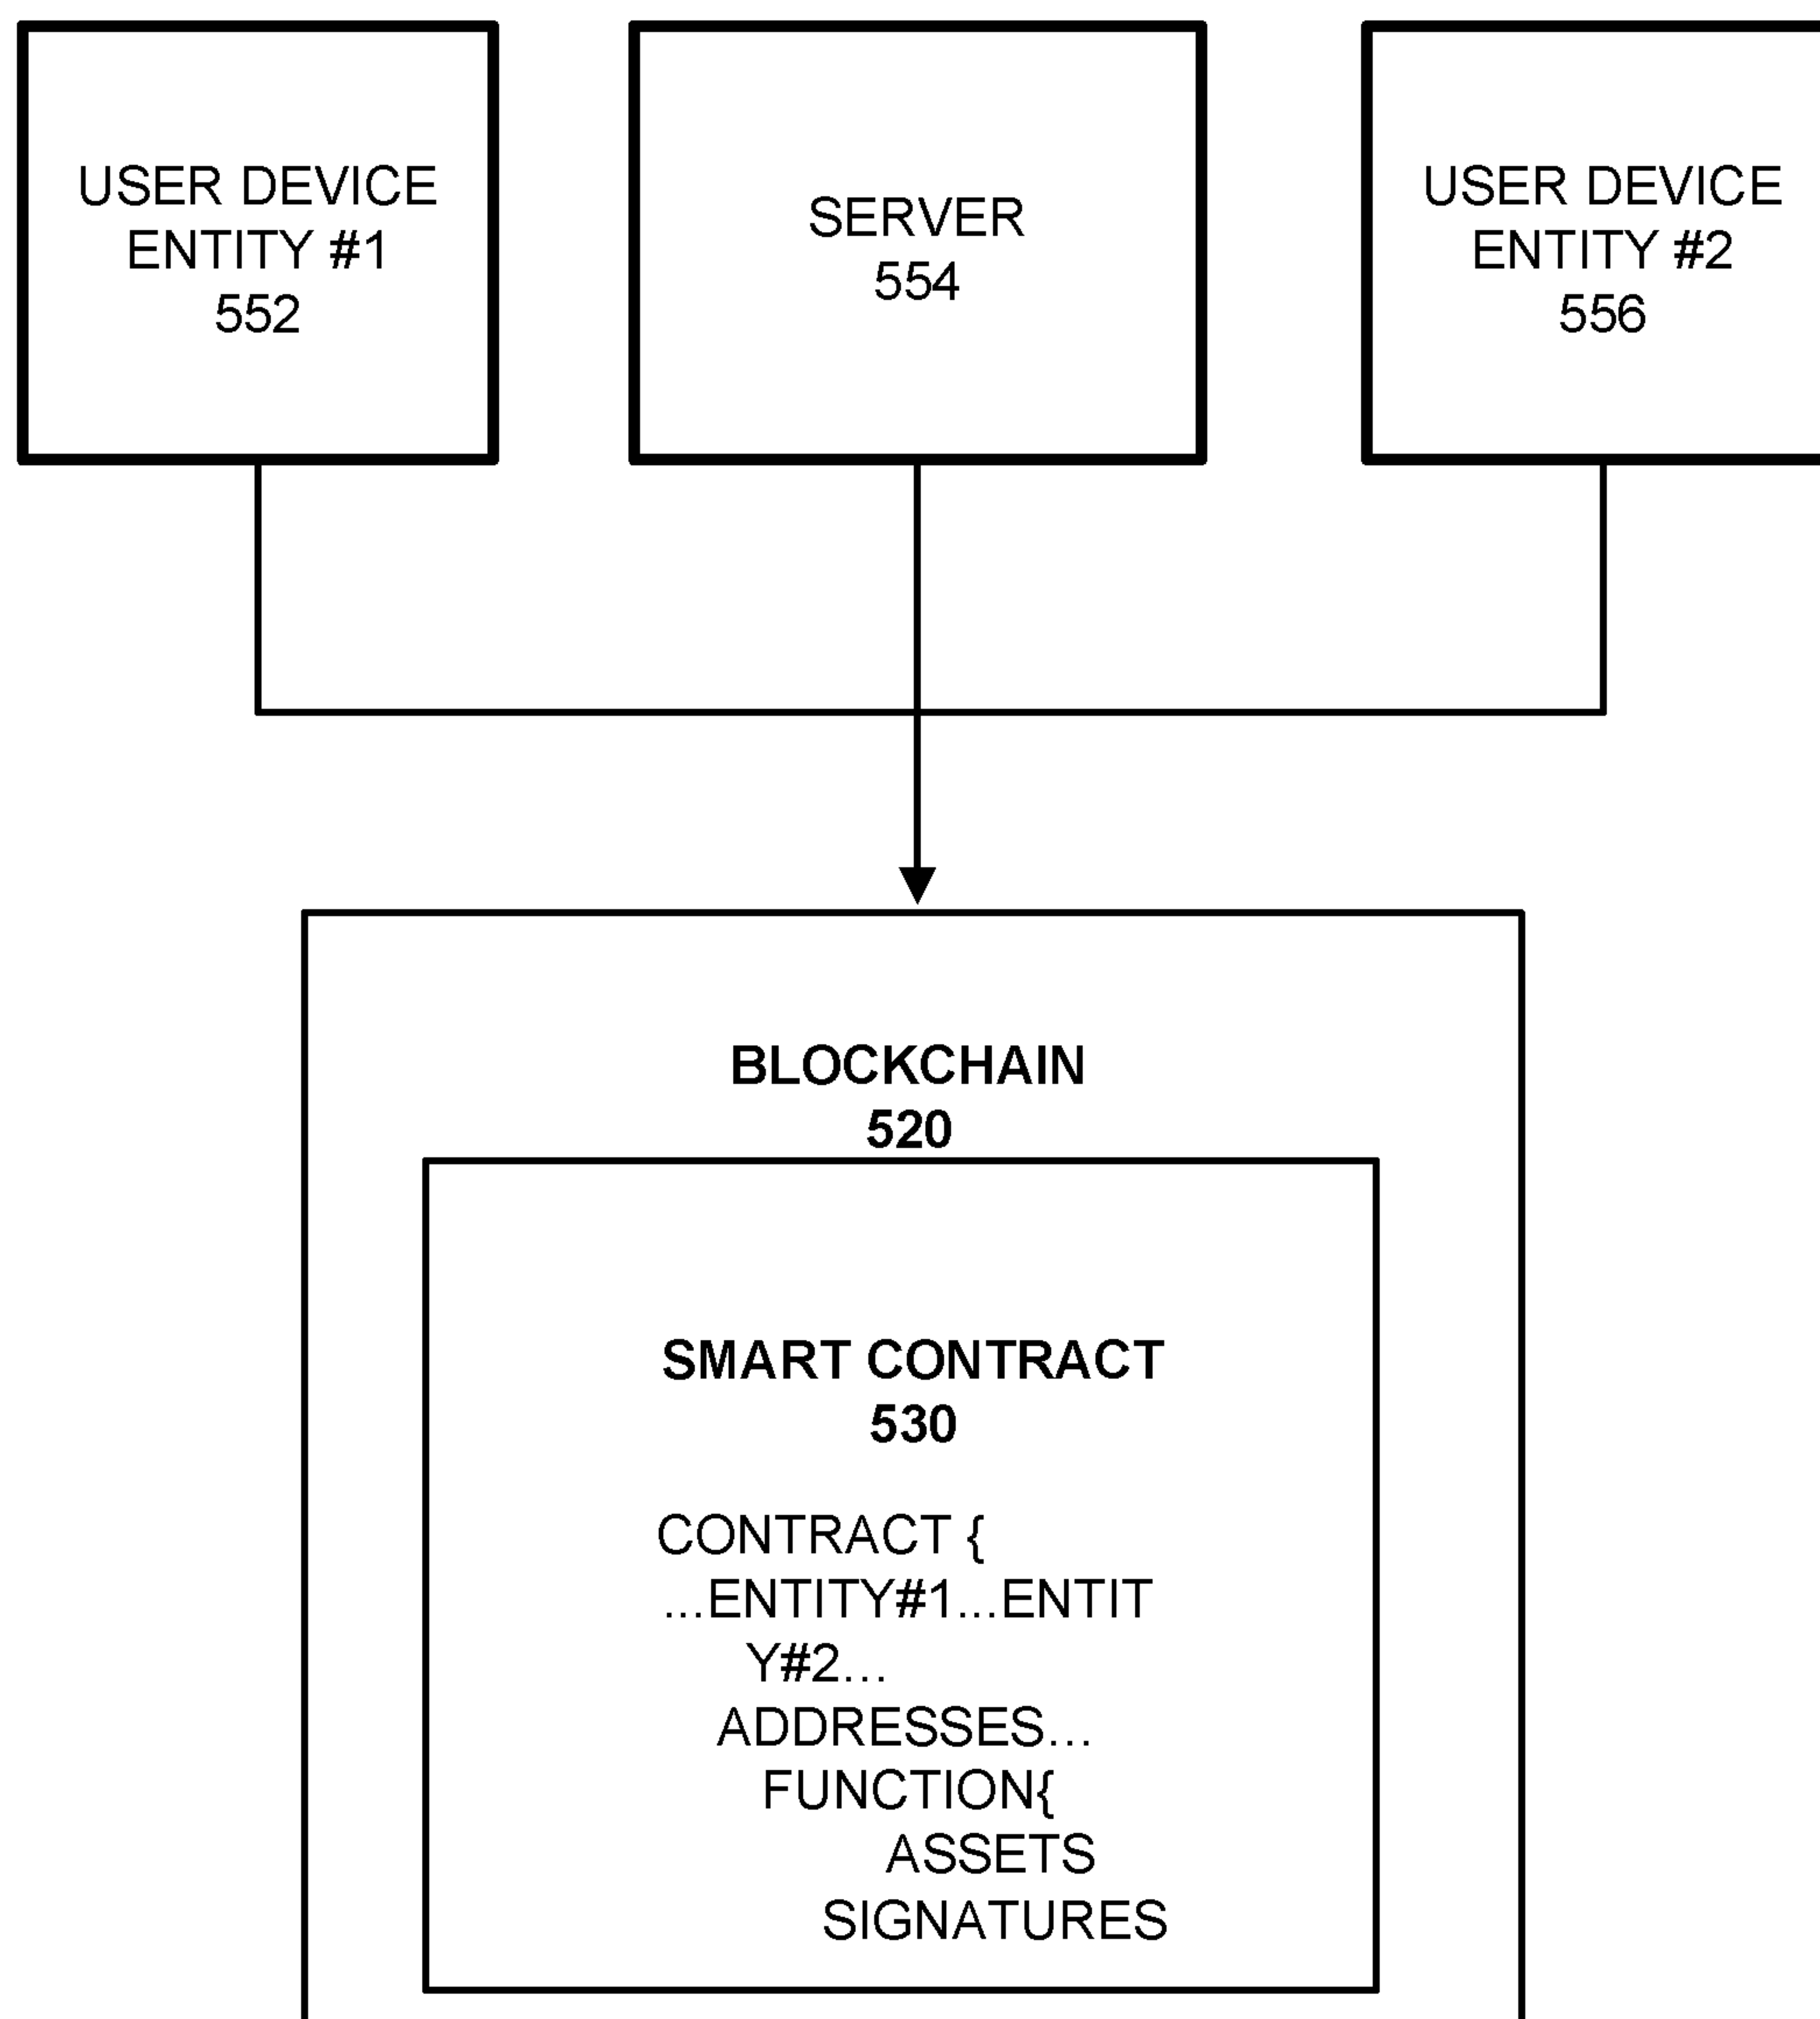 USER DEVICE
ENTITY #1
552
SERVER
554
USER DEVICE
ENTITY #2
556
BLOCKCHAIN
520
SMART CONTRACT
530
CONTRACT {
...ENTITY#1...ENTIT
Y#2...
ADDRESSES...
FUNCTION{
ASSETS
SIGNATURES